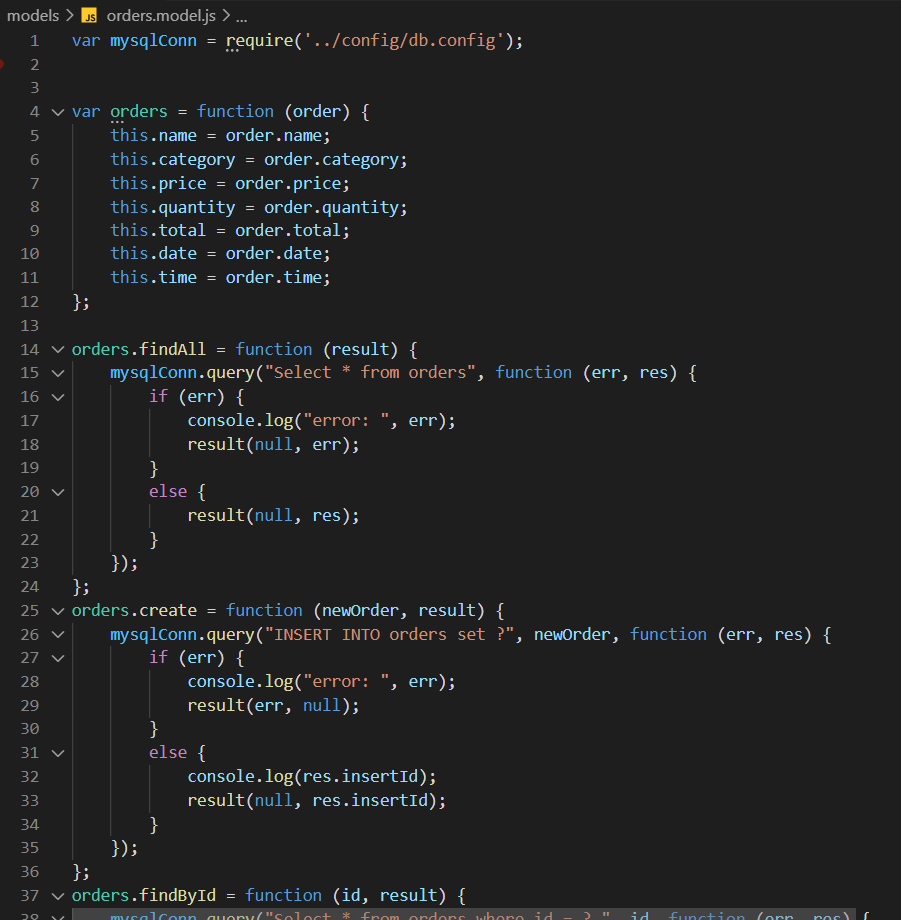 models > JS orders.model.js > ...
1 var mysqlConn = require('../config/db.config');
2
3
4 var orders = function (order) {
5 this.name = order.name;
6 this.category = order.category;
7 this.price = order.price;
8 this.quantity = order.quantity;
9 this.total = order.total;
10 this.date = order.date;
11 this.time = order.time;
12 };
13
14 orders.findAll = function (result) {
15 mysqlConn.query("Select * from orders", function (err, res) {
16 if (err) {
17 console.log("error: ", err);
18 result(null, err);
19 }
20 else {
21 result(null, res);
22 }
23 });
24 };
25 orders.create = function (newOrder, result) {
26 mysqlConn.query("INSERT INTO orders set ?", newOrder, function (err, res) {
27 if (err) {
28 console.log("error: ", err);
29 result(err, null);
30 }
31 else {
32 console.log(res.insertId);
33 result(null, res.insertId);
34 }
35 });
36 };
37 orders.findById = function (id, result) {
38 mysqlConn.query("Select * from orders where id = ? ", id, function (err, res) {